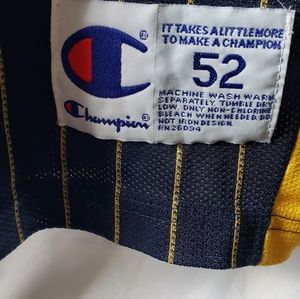 IT TAKES A LITTLE MORE
TO MAKE A CHAMPION.
®
52
Champion
MACHINE WASH WARM
SEPARATELY. TUMBLE DRY
LOW. ONLY NON-CHLORINE
BLEACH WHEN NEEDED. DO
NOT IRON DESIGN.
RN26094